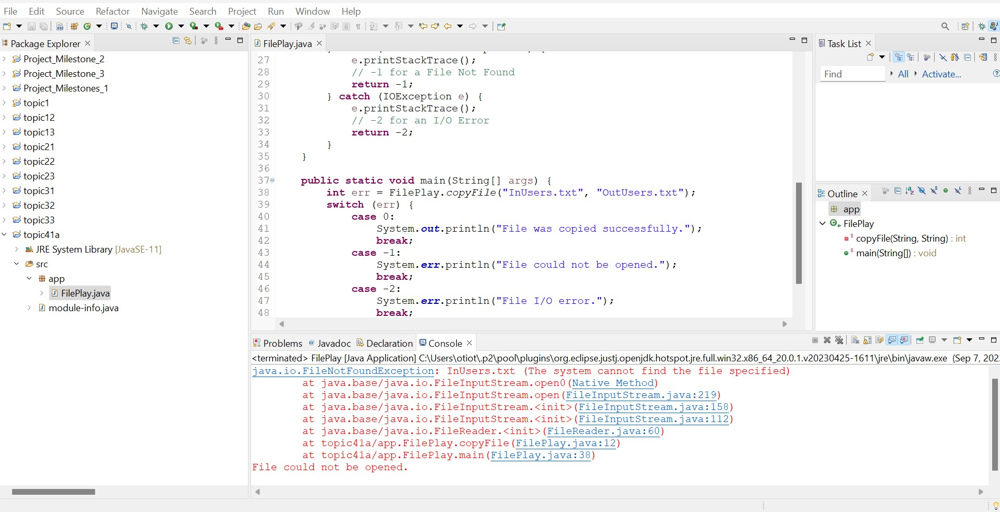 File Edit Source Refactor Navigate Search Project Run Window Help
Package Explorer
Project_Milestone_2
Project_Milestone_3
Project_Milestones_1
topic1
topic12
topic13
topic21
topic22
topic23
topic31
topic32
topic33
topic41a
JRE System Library [JavaSE-11]
src
app
FilePlay.java
module-info.java
FilePlay.java
27 e.printStackTrace();
28 // -1 for a File Not Found
29 return -1;
30 } catch (IOException e) {
31 e.printStackTrace();
32 // -2 for an I/O Error
33 return -2;
34 }
35 }
36
37 public static void main(String[] args) {
38 int err = FilePlay.copyFile("InUsers.txt", "OutUsers.txt");
39 switch (err) {
40 case 0:
41 System.out.println("File was copied successfully.");
42 break;
43 case -1:
44 System.err.println("File could not be opened.");
45 break;
46 case -2:
47 System.err.println("File I/O error.");
48 break;
Task List
Find All Activate...
Outline
app
FilePlay
copyFile(String, String) : int
main(String[]) : void
Problems Javadoc Declaration Console
<terminated> FilePlay [Java Application] C:\Users\otiot\.p2\pool\plugins\org.eclipse.justj.openjdk.hotspot.jre.full.win32.x86_64_20.0.1.v20230425-1611\jre\bin\javaw.exe (Sep 7, 202
java.io.FileNotFoundException: InUsers.txt (The system cannot find the file specified)
at java.base/java.io.FileInputStream.open0(Native Method)
at java.base/java.io.FileInputStream.open(FileInputStream.java:219)
at java.base/java.io.FileInputStream.<init>(FileInputStream.java:158)
at java.base/java.io.FileInputStream.<init>(FileInputStream.java:112)
at java.base/java.io.FileReader.<init>(FileReader.java:60)
at topic41a/app.FilePlay.copyFile(FilePlay.java:12)
at topic41a/app.FilePlay.main(FilePlay.java:38)
File could not be opened.